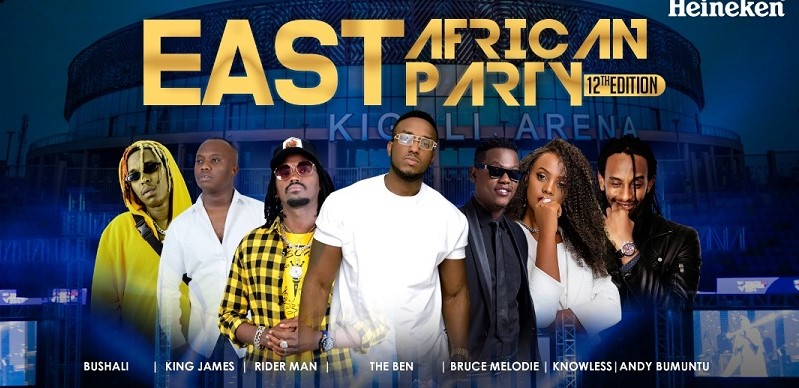 Heineken
EAST AFRICAN
PARTY 12TH EDITION
KIGALI ARENA
BUSHALI | KING JAMES | RIDER MAN | THE BEN | BRUCE MELODIE | KNOWLESS | ANDY BUMUNTU